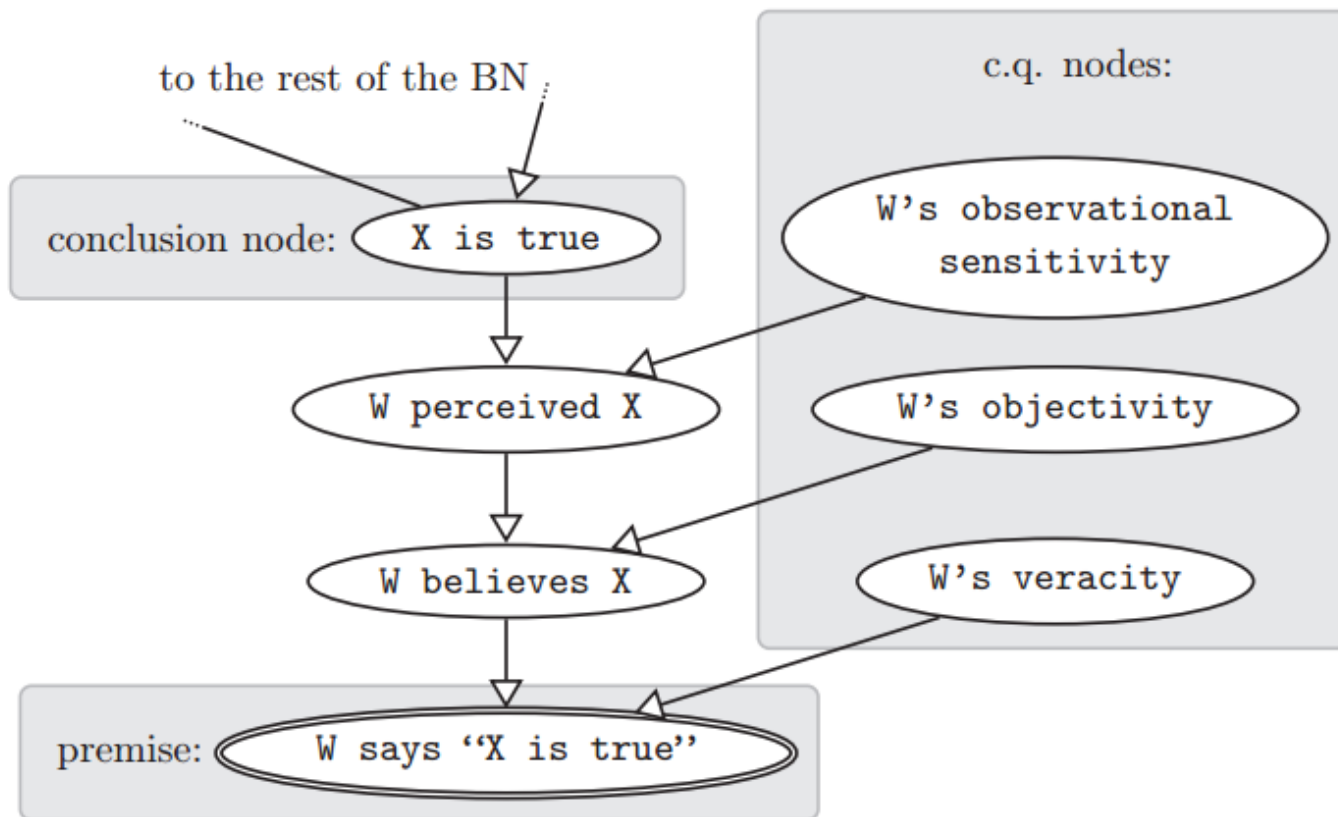 to the rest of the BN
c.q. nodes:
conclusion node:
X is true
W's observational
sensitivity
W perceived X
W's objectivity
W believes X
W's veracity
premise:
W says “X is true”